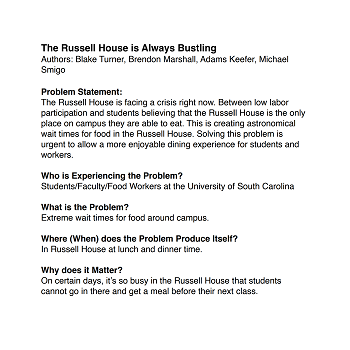 The Russell House is Always Bustling
Authors: Blake Turner, Brendon Marshall, Adams Keefer, Michael
Smigo
Problem Statement:
The Russell House is facing a crisis right now. Between low labor
participation and students believing that the Russell House is the only
place on campus they are able to eat. This is creating astronomical
wait times for food in the Russell House. Solving this problem is
urgent to allow a more enjoyable dining experience for students and
workers.
Who is Experiencing the Problem?
Students/Faculty/Food Workers at the University of South Carolina
What is the Problem?
Extreme wait times for food around campus.
Where (When) does the Problem Produce Itself?
In Russell House at lunch and dinner time.
Why does it Matter?
On certain days, it's so busy in the Russell House that students
cannot go in there and get a meal before their next class.